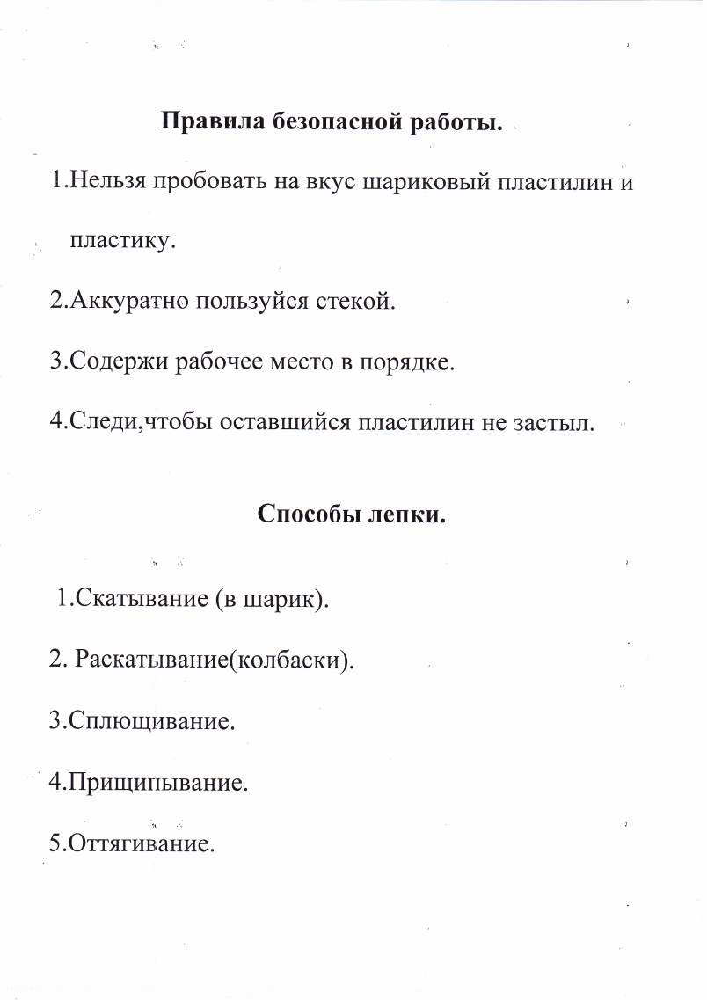 Правила безопасной работы.
1.Нельзя пробовать на вкус шариковый пластилин и
пластику.
2.Аккуратно пользуйся стекой.
3.Содержи рабочее место в порядке.
4.Следи,чтобы оставшийся пластилин не застыл.
Способы лепки.
1.Скатывание (в шарик).
2. Раскатывание(колбаски).
3.Сплющивание.
4.Прищипывание.
5.Оттягивание.